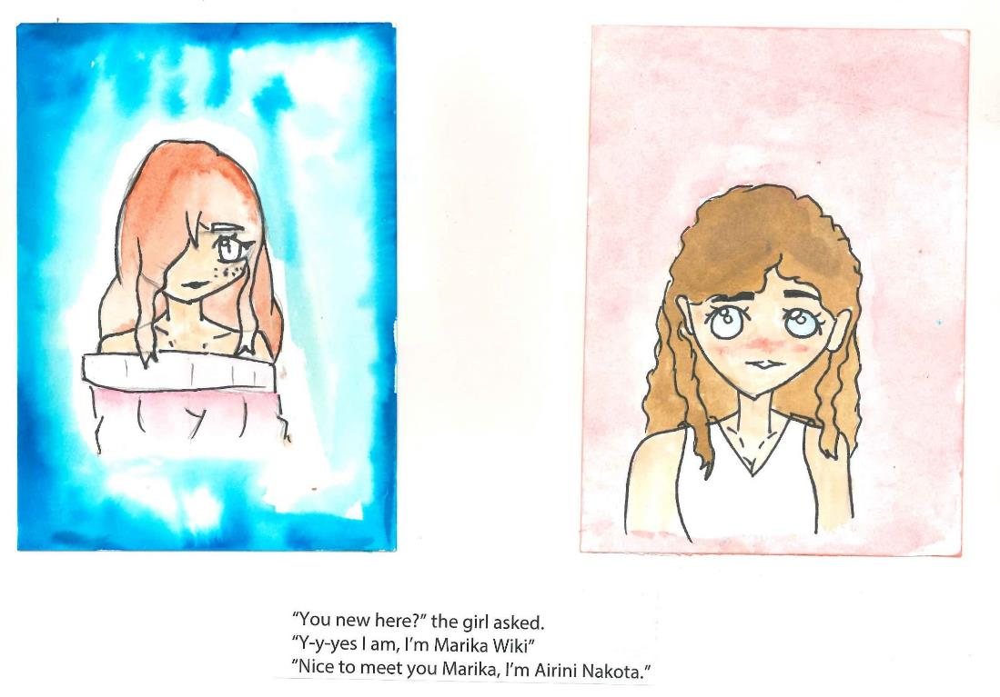 “You new here?” the girl asked.
“Y-y-yes I am, I’m Marika Wiki”
“Nice to meet you Marika, I’m Airini Nakota.”